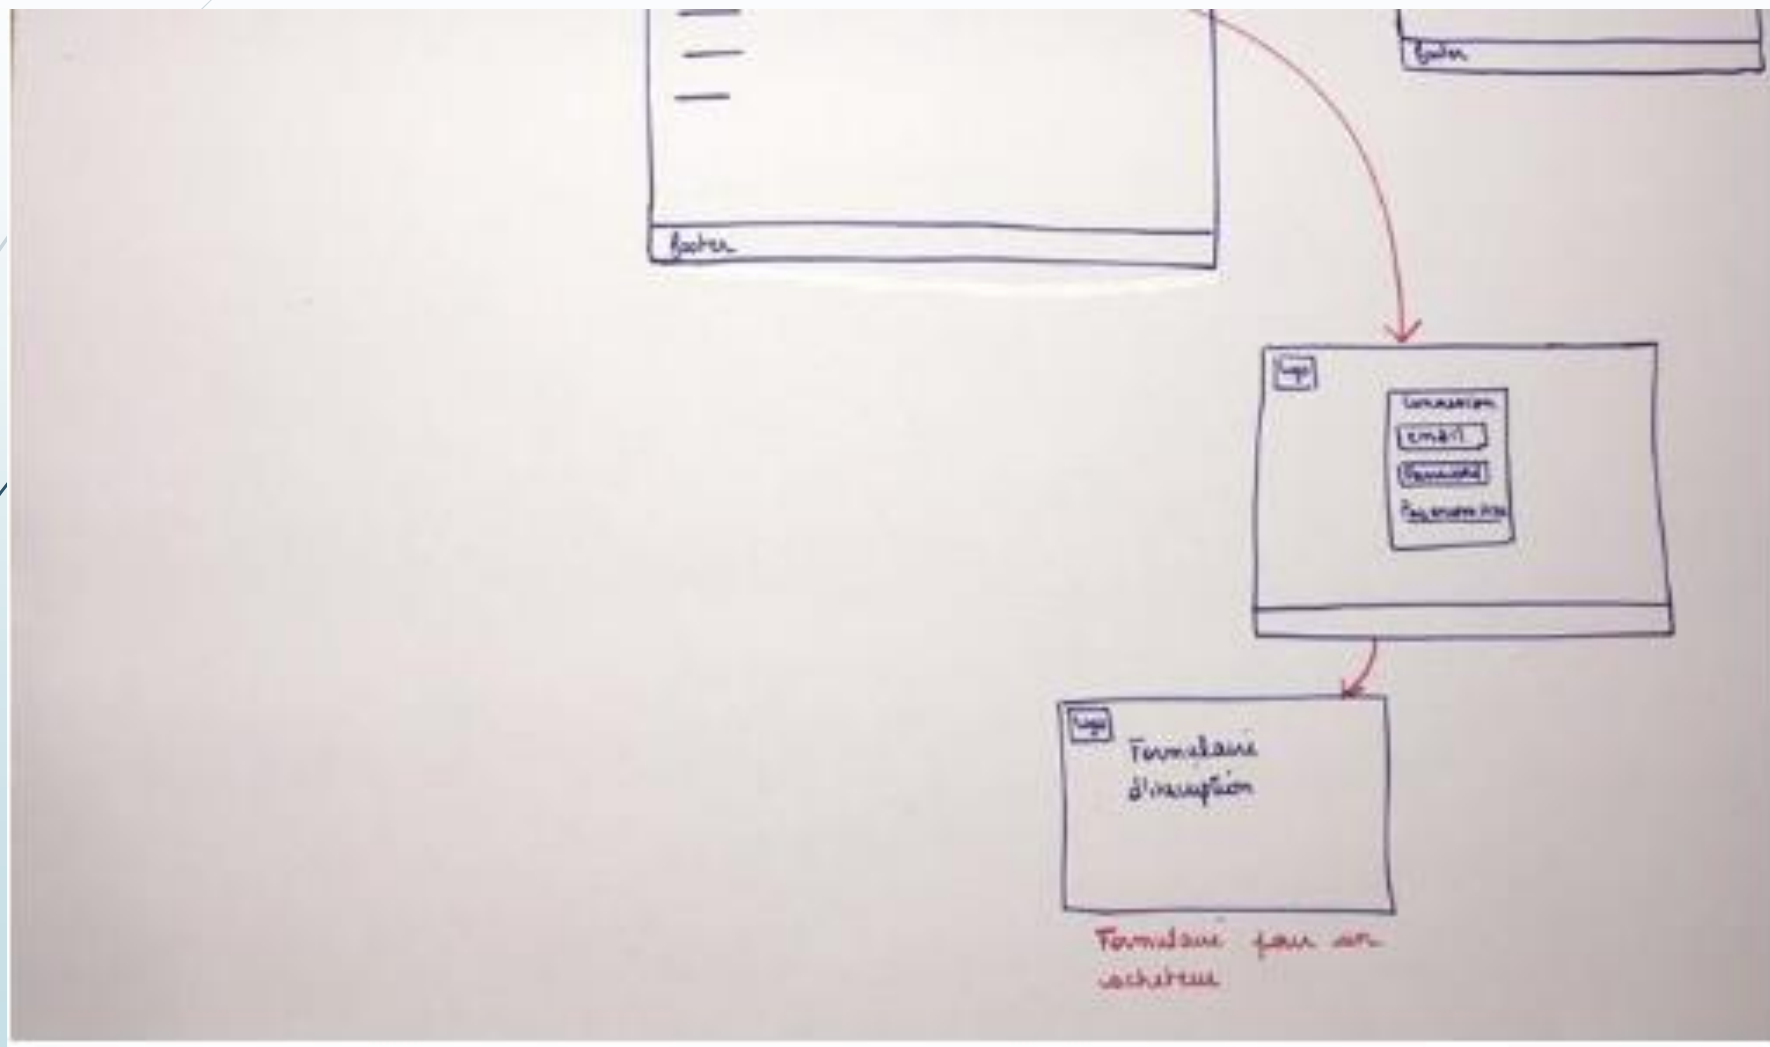 footer
footer
Logo
Connexion
email
Password
Logo
Formulaire
d'inscription
Formulaire pour un
acheteur